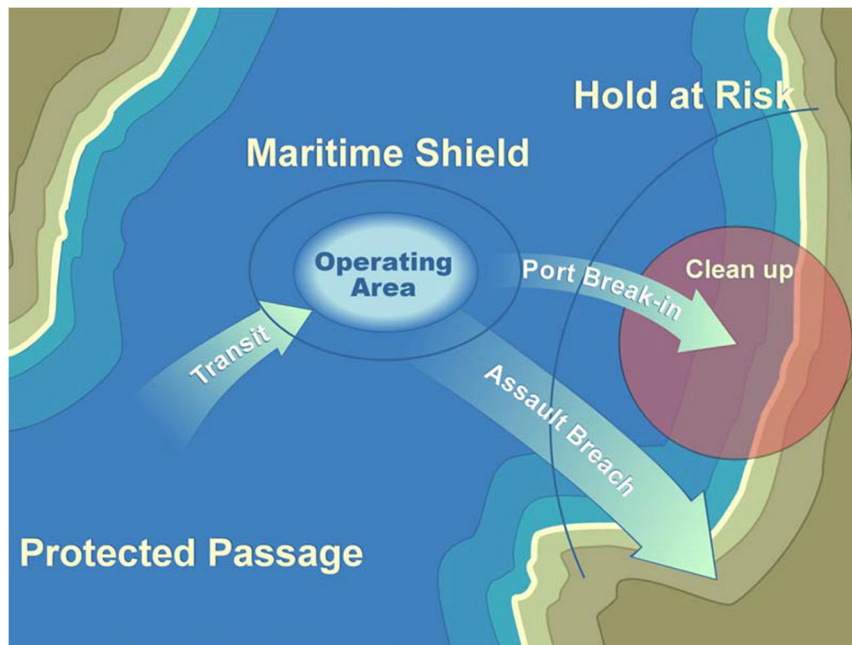 Hold at Risk
Maritime Shield
Operating
Area
Port Break-in
Clean up
Transit
Assault Breach
Protected Passage